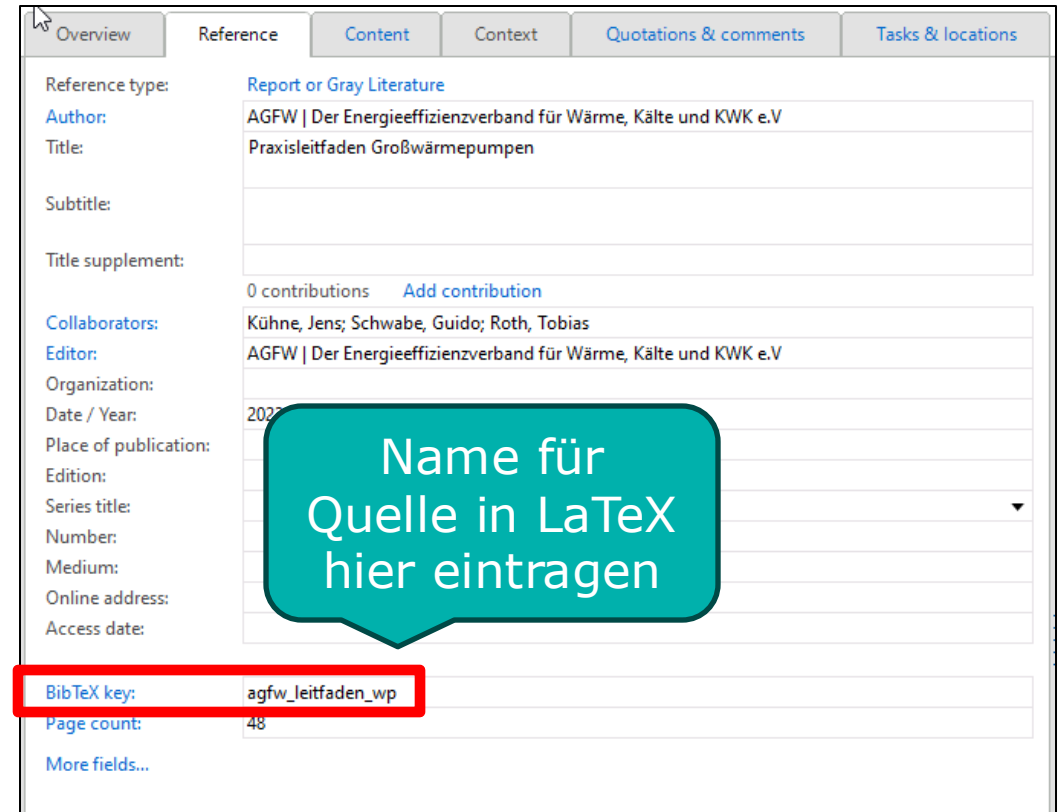 Overview Reference Content Context Quotations & comments Tasks & locations
Reference type: Report or Gray Literature
Author: AGFW | Der Energieeffizienzverband für Wärme, Kälte und KWK e.V
Title: Praxisleitfaden Großwärmepumpen
Subtitle:
Title supplement:
0 contributions Add contribution
Collaborators: Kühne, Jens; Schwabe, Guido; Roth, Tobias
Editor: AGFW | Der Energieeffizienzverband für Wärme, Kälte und KWK e.V
Organization:
Date / Year:
Place of publication:
Edition:
Series title:
Number:
Medium:
Online address:
Access date:
Name für
Quelle in LaTeX
hier eintragen
BibTeX key: agfw_leitfaden_wp
Page count: 48
More fields...